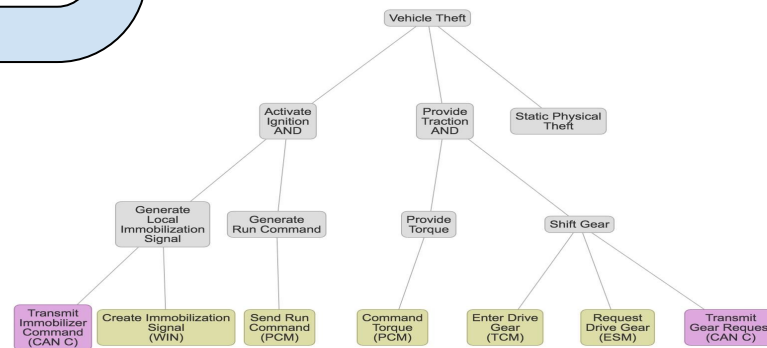 Vehicle Theft
Activate
Ignition
AND
Provide
Traction
AND
Static Physical
Theft
Generate
Local
Immobilization
Signal
Generate
Run Command
Provide
Torque
Shift Gear
Transmit
Immobilizer
Command
(CAN C)
Create Immobilization
Signal
(WIN)
Send Run
Command
(PCM)
Command
Torque
(PCM)
Enter Drive
Gear
(TCM)
Request
Drive Gear
(ESM)
Transmit
Gear Reques
(CAN C)